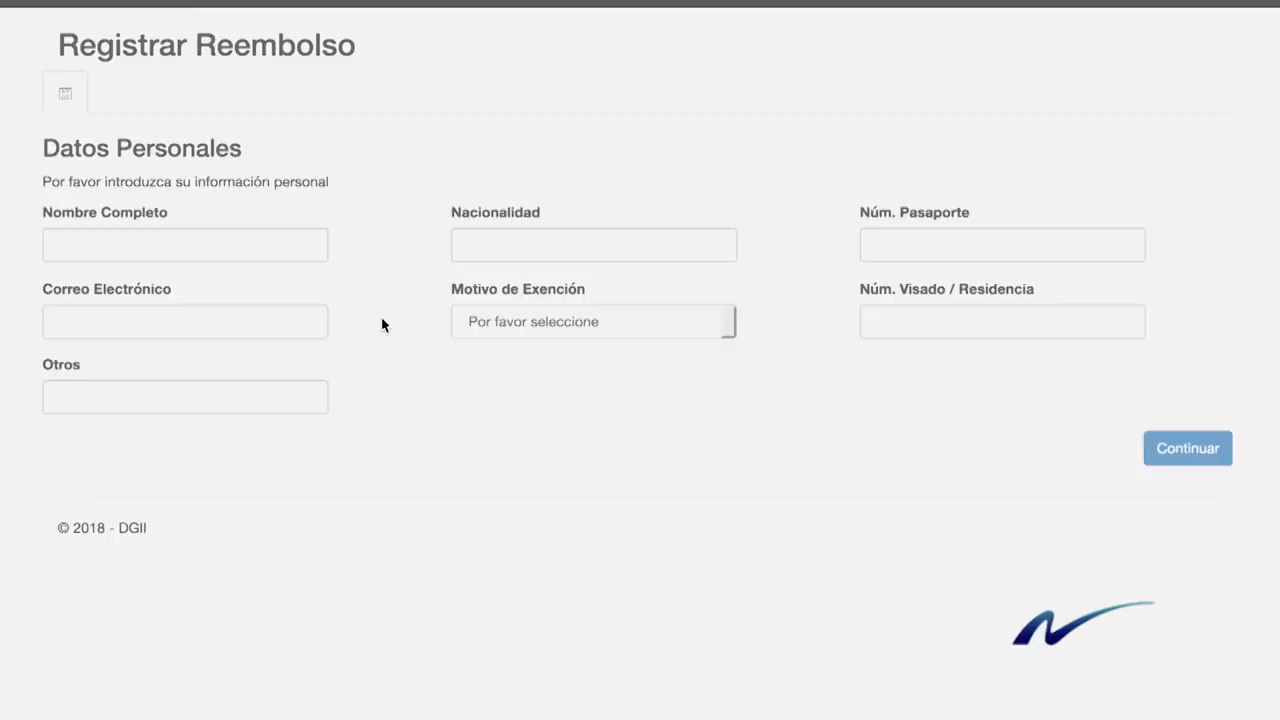 Registrar Reembolso
Datos Personales
Por favor introduzca su información personal
Nombre Completo
Nacionalidad
Núm. Pasaporte
Correo Electrónico
Motivo de Exención
Núm. Visado / Residencia
Por favor seleccione
Otros
Continuar
© 2018 - DGII